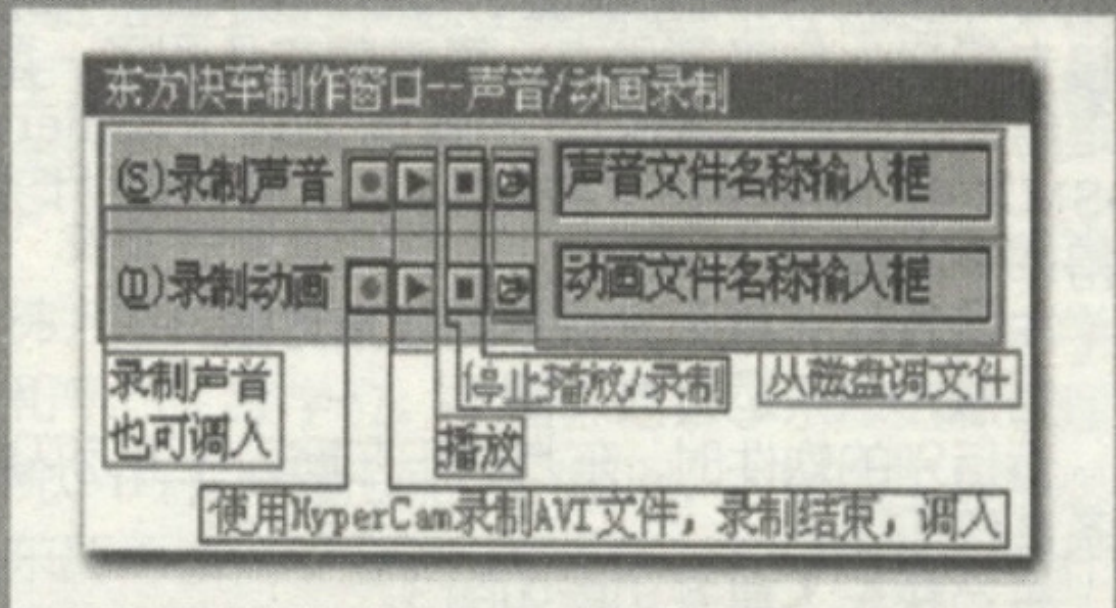 东方快车制作窗口--声音/动画录制
(S)录制声音 声音文件名称输入框
(D)录制动画 动画文件名称输入框
录制声音
也可调入
停止播放/录制
从磁盘调文件
播放
使用HyperCam录制AVI文件，录制结束，调入